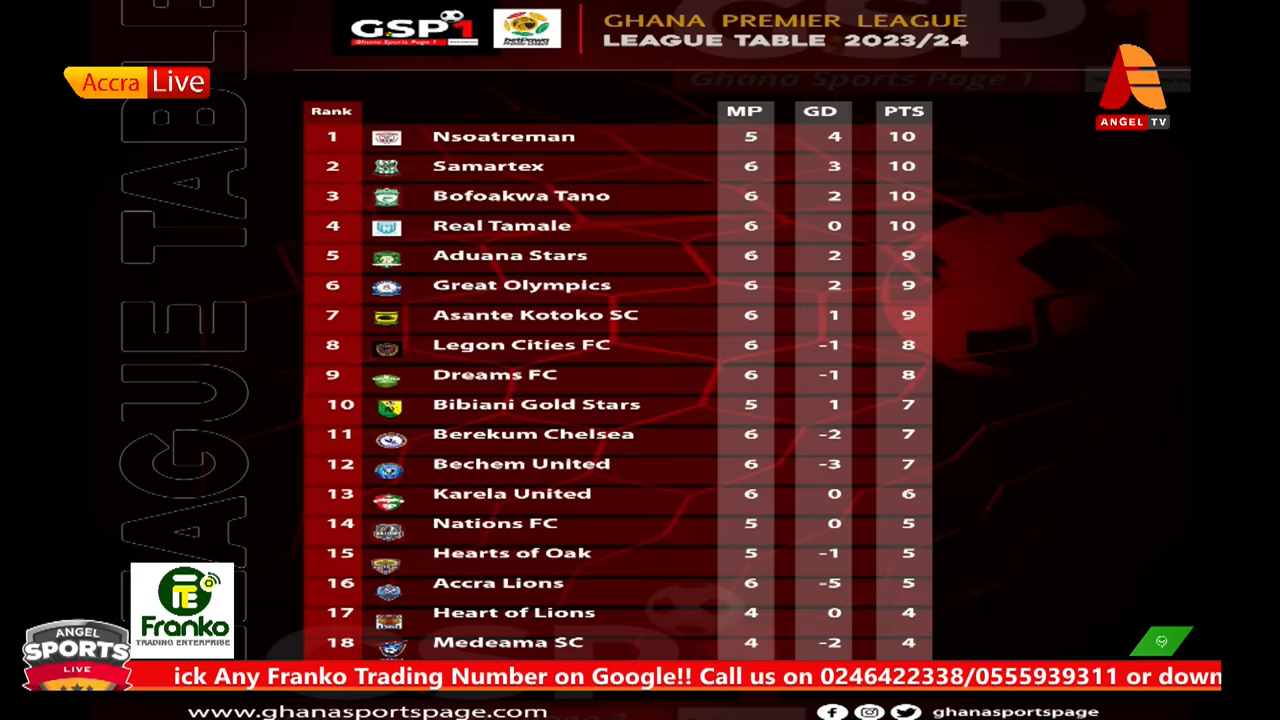 GSP1
Ghana Sports Page 1
GHANA PREMIER LEAGUE
LEAGUE TABLE 2023/24
Ghana Sports Page 1
Accra Live
ANGEL TV
LEAGUE TABLE
Rank MP GD PTS
1 Nsoatreman 5 4 10
2 Samartex 6 3 10
3 Bofoakwa Tano 6 2 10
4 Real Tamale 6 0 10
5 Aduana Stars 6 2 9
6 Great Olympics 6 2 9
7 Asante Kotoko SC 6 1 9
8 Legon Cities FC 6 -1 8
9 Dreams FC 6 -1 8
10 Bibiani Gold Stars 5 1 7
11 Berekum Chelsea 6 -2 7
12 Bechem United 6 -3 7
13 Karela United 6 0 6
14 Nations FC 5 0 5
15 Hearts of Oak 5 -1 5
16 Accra Lions 6 -5 5
17 Heart of Lions 4 0 4
18 Medeama SC 4 -2 4
Franko
TRADING ENTERPRISE
ANGEL
SPORTS
LIVE
ick Any Franko Trading Number on Google!! Call us on 0246422338/0555939311 or down
www.ghanasportspage.com ghanasportspage